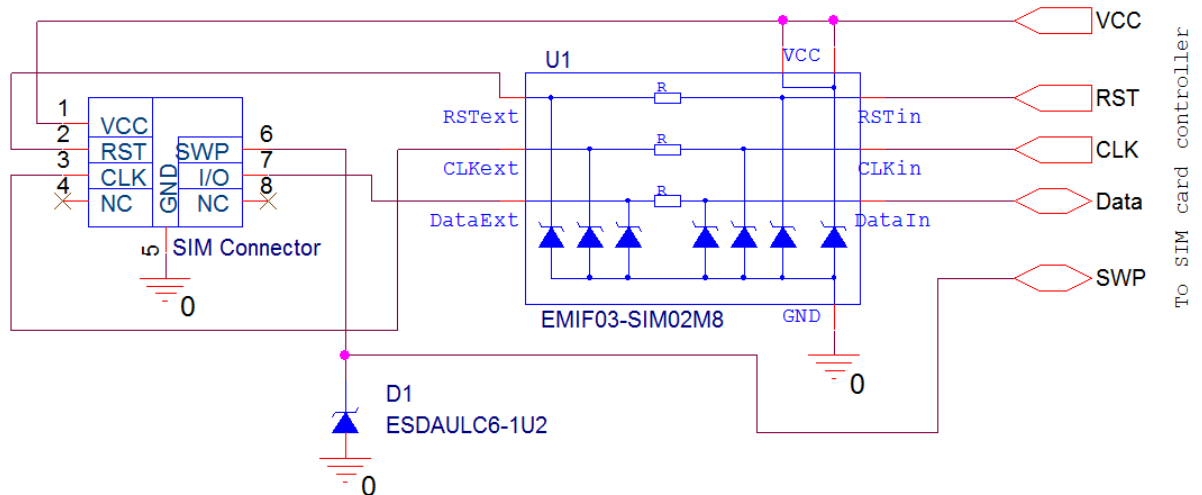 VCC
U1
VCC
To SIM card controller
RSText
R
RSTin
RST
1
VCC
2
RST
SWP
6
CLKext
R
CLKin
CLK
3
CLK
GND
I/O
7
4
NC
NC
8
DataExt
R
DataIn
Data
5
SIM Connector
0
SWP
EMIF03-SIM02M8
GND
0
D1
ESDAULC6-1U2
0